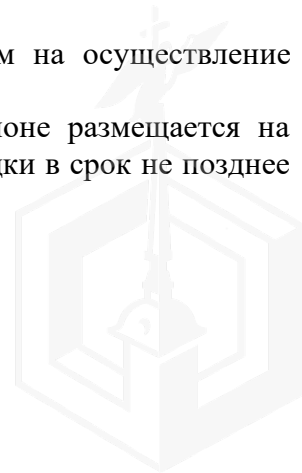 м на осуществление
оне размещается на
дки в срок не позднее